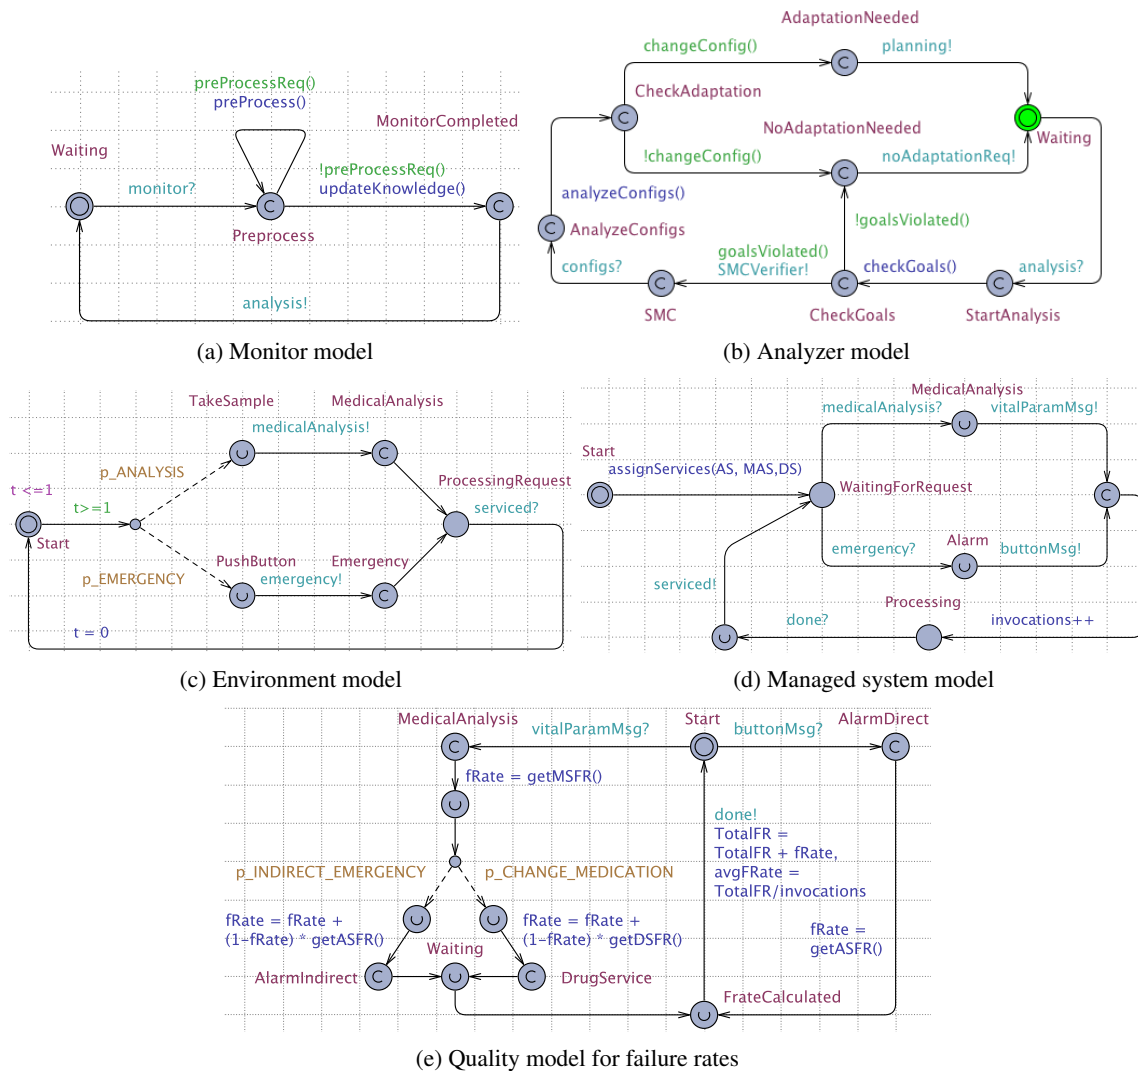 preProcessReq()
preProcess()
MonitorCompleted
Waiting
!preProcessReq()
monitor?
updateKnowledge()
Preprocess
analysis!
(a) Monitor model
AdaptationNeeded
changeConfig()
planning!
CheckAdaptation
NoAdaptationNeeded
Waiting
!changeConfig()
noAdaptationReq!
analyzeConfigs()
!goalsViolated()
AnalyzeConfigs
goalsViolated()
configs?
SMCVerifier!
checkGoals()
analysis?
SMC
CheckGoals
StartAnalysis
(b) Analyzer model
TakeSample
MedicalAnalysis
medicalAnalysis!
p_ANALYSIS
ProcessingRequest
t <=1
t>=1
serviced?
Start
PushButton
Emergency
p_EMERGENCY
emergency!
t = 0
(c) Environment model
MedicalAnalysis
medicalAnalysis?
vitalParamMsg!
Start
assignServices(AS, MAS,DS)
WaitingForRequest
emergency?
Alarm
buttonMsg!
serviced!
Processing
done?
invocations++
(d) Managed system model
MedicalAnalysis
Start
AlarmDirect
vitalParamMsg?
buttonMsg?
fRate = getMSFR()
done!
TotalFR =
TotalFR + fRate,
avgFRate =
TotalFR/invocations
p_INDIRECT_EMERGENCY
p_CHANGE_MEDICATION
fRate = fRate +
(1-fRate) * getASFR()
fRate = fRate +
(1-fRate) * getDSFR()
fRate =
getASFR()
Waiting
AlarmIndirect
DrugService
FrateCalculated
(e) Quality model for failure rates